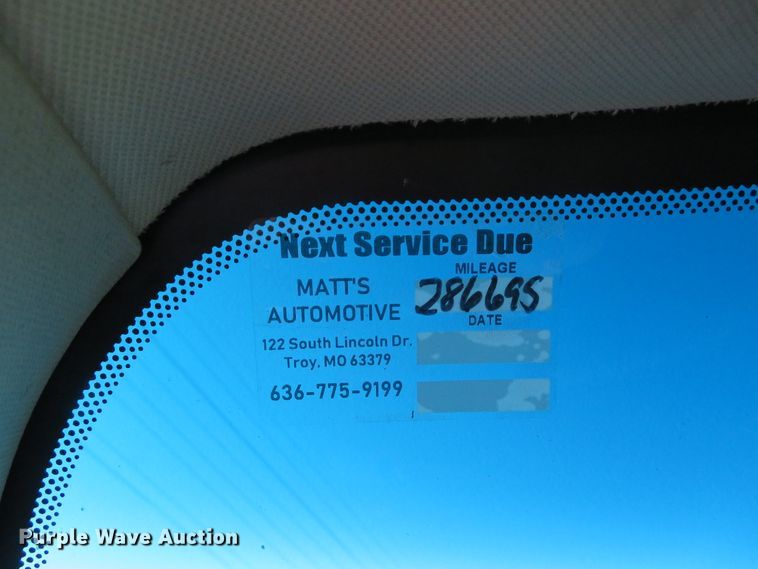 Next Service Due
MATT'S
AUTOMOTIVE
122 South Lincoln Dr.
Troy, MO 63379
636-775-9199
MILEAGE
286695
DATE
Purple Wave Auction